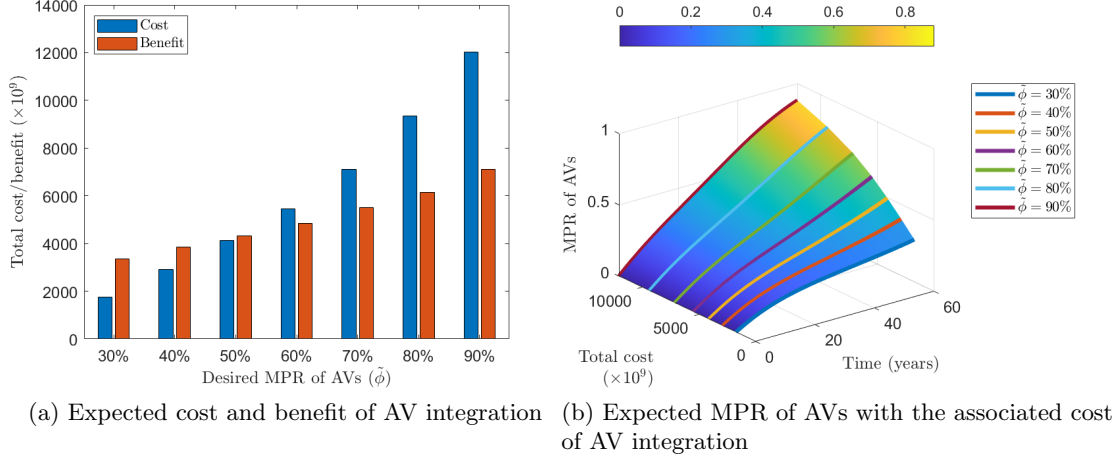 14000
12000
10000
8000
6000
4000
2000
0
Total cost/benefit (×10⁹)
Cost
Benefit
30% 40% 50% 60% 70% 80% 90%
Desired MPR of AVs (φ̃)
(a) Expected cost and benefit of AV integration
0 0.2 0.4 0.6 0.8
φ̃ = 30%
φ̃ = 40%
φ̃ = 50%
φ̃ = 60%
φ̃ = 70%
φ̃ = 80%
φ̃ = 90%
1
0.5
0
MPR of AVs
10000
5000
0
Total cost
(×10⁹)
0
20
40
60
Time (years)
(b) Expected MPR of AVs with the associated cost
of AV integration